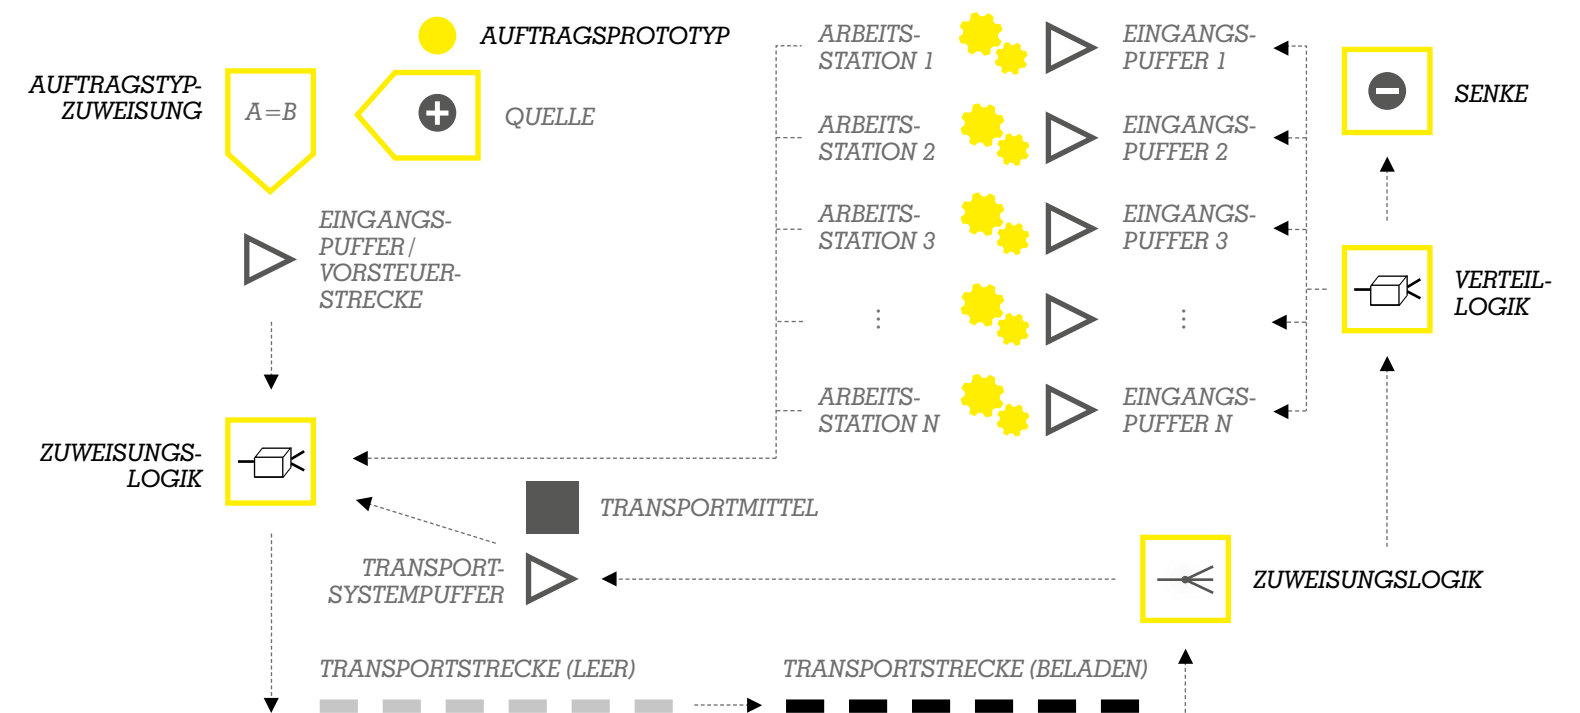 AUFTRAGSPROTOTYP
AUFTRAGSTYP-
ZUWEISUNG
A=B
QUELLE
EINGANGS-
PUFFER /
VORSTEUER-
STRECKE
ZUWEISUNGS-
LOGIK
ARBEITS-
STATION 1
EINGANGS-
PUFFER 1
ARBEITS-
STATION 2
EINGANGS-
PUFFER 2
ARBEITS-
STATION 3
EINGANGS-
PUFFER 3
⋮
⋮
ARBEITS-
STATION N
EINGANGS-
PUFFER N
SENKE
VERTEIL-
LOGIK
TRANSPORTMITTEL
TRANSPORT-
SYSTEMPUFFER
ZUWEISUNGSLOGIK
TRANSPORTSTRECKE (LEER)
TRANSPORTSTRECKE (BELADEN)